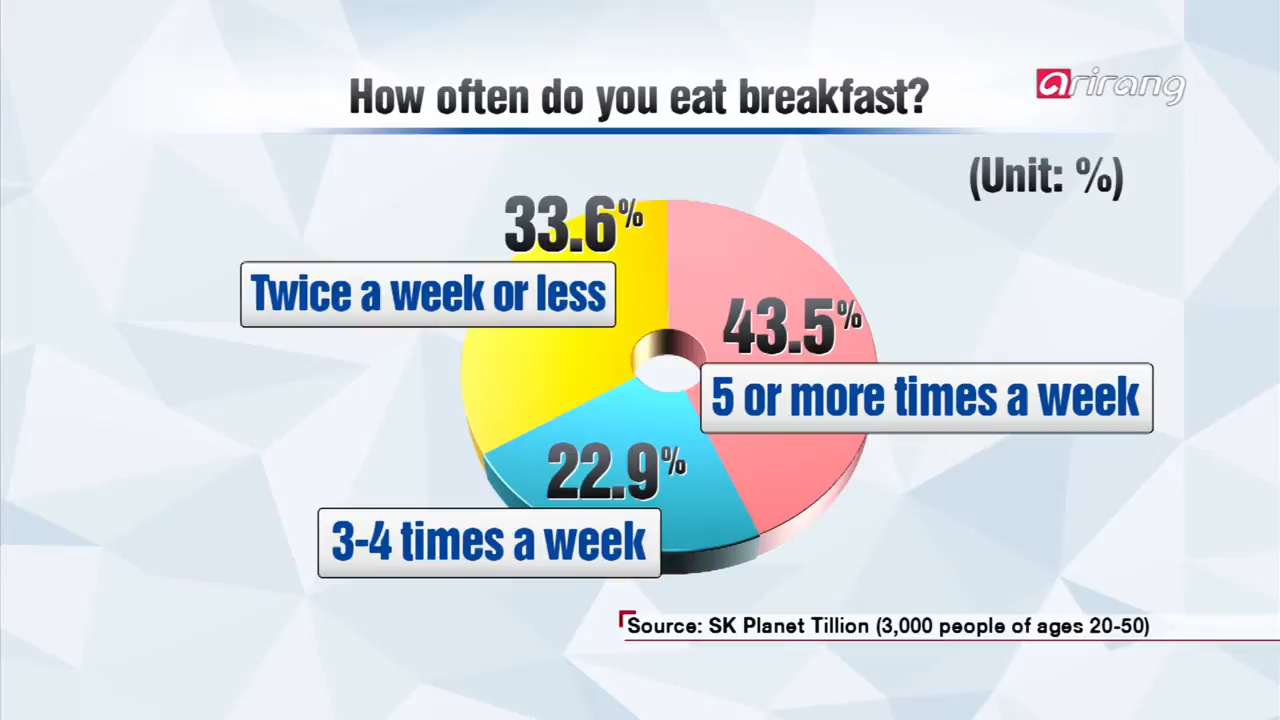 How often do you eat breakfast?
arirang
(Unit: %)
33.6%
Twice a week or less
43.5%
5 or more times a week
22.9%
3-4 times a week
Source: SK Planet Tillion (3,000 people of ages 20-50)